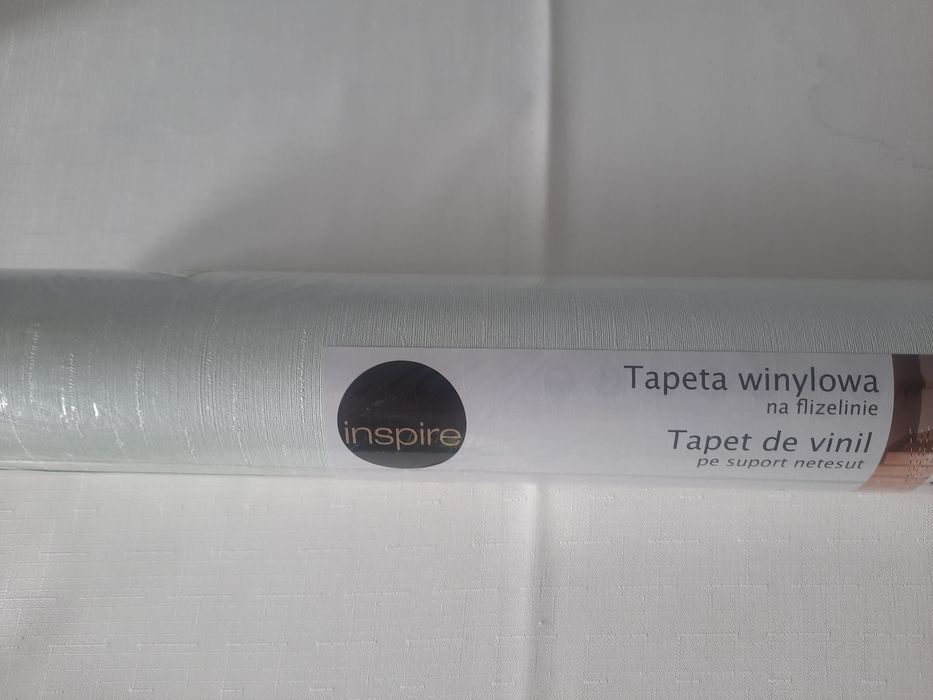 inspire
Tapeta winylowa
na flizelinie
Tapet de vinil
pe suport netesut